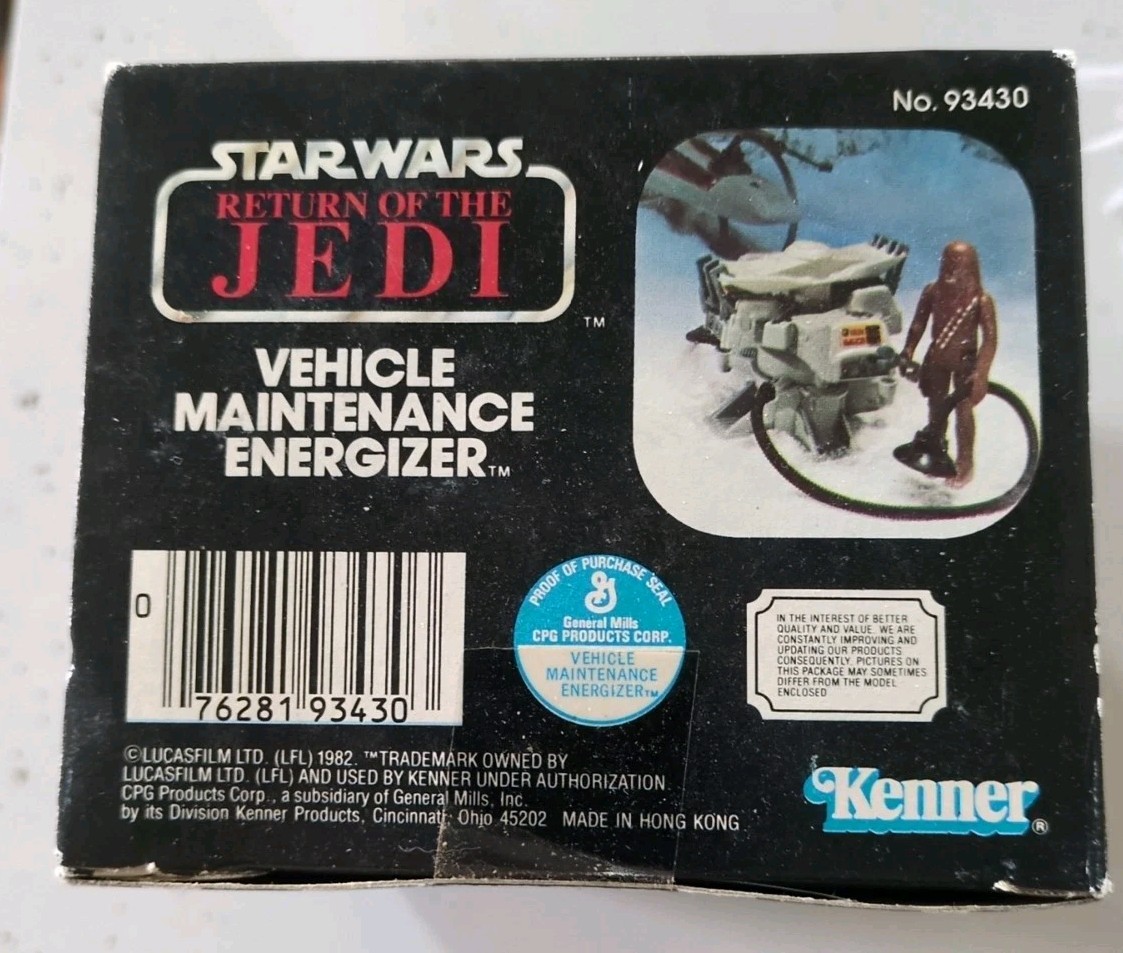 No. 93430
STAR WARS
RETURN OF THE
JEDI
TM
VEHICLE
MAINTENANCE
ENERGIZER TM
0
76281 93430
PROOF OF PURCHASE SEAL
G
General Mills
CPG PRODUCTS CORP.
VEHICLE
MAINTENANCE
ENERGIZER TM
IN THE INTEREST OF BETTER
QUALITY AND VALUE, WE ARE
CONSTANTLY IMPROVING AND
UPDATING OUR PRODUCTS
CONSEQUENTLY, PICTURES ON
THIS PACKAGE MAY SOMETIMES
DIFFER FROM THE MODEL
ENCLOSED
©LUCASFILM LTD. (LFL) 1982. ™TRADEMARK OWNED BY
LUCASFILM LTD. (LFL) AND USED BY KENNER UNDER AUTHORIZATION.
CPG Products Corp., a subsidiary of General Mills, Inc.
by its Division Kenner Products, Cincinnati, Ohio 45202 MADE IN HONG KONG
Kenner®